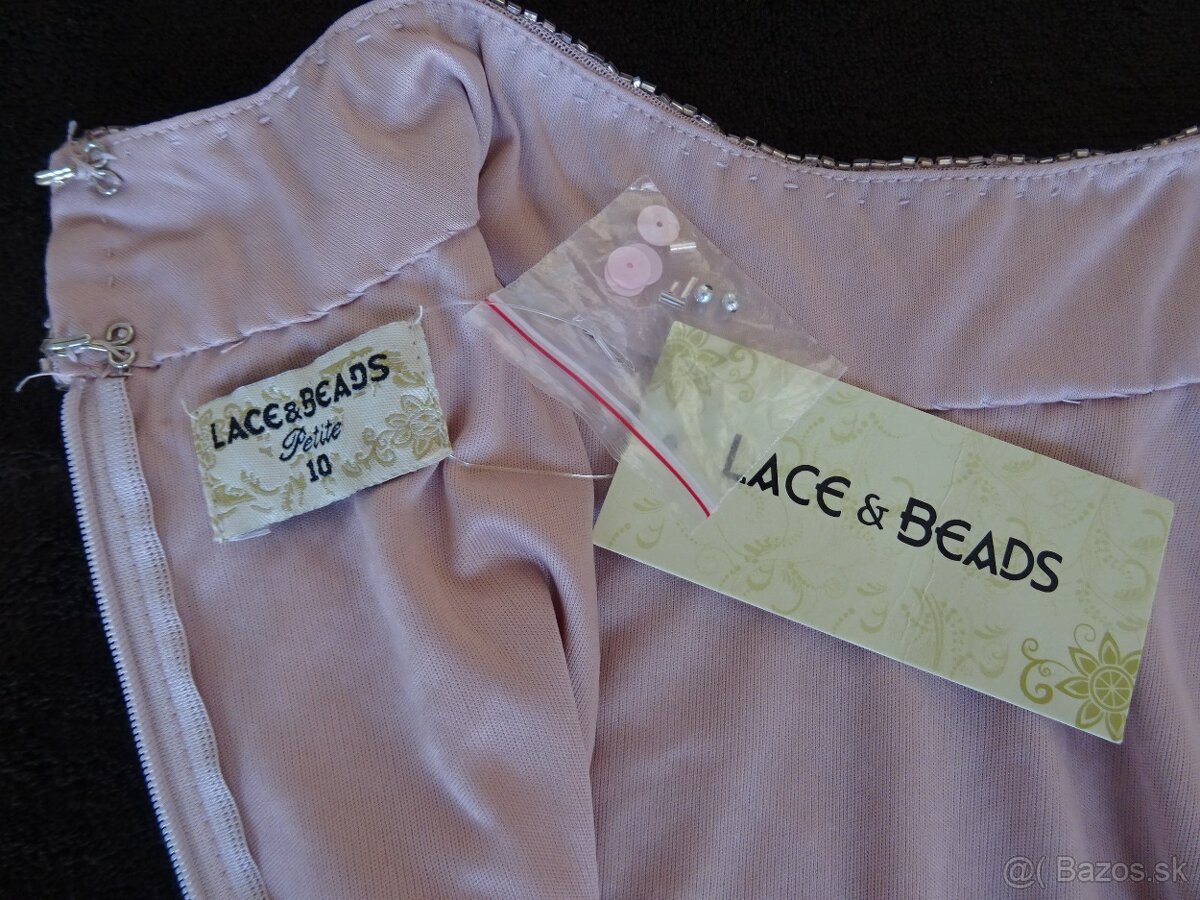 LACE & BEADS
Petite
10
LACE & BEADS
@( Bazos.sk